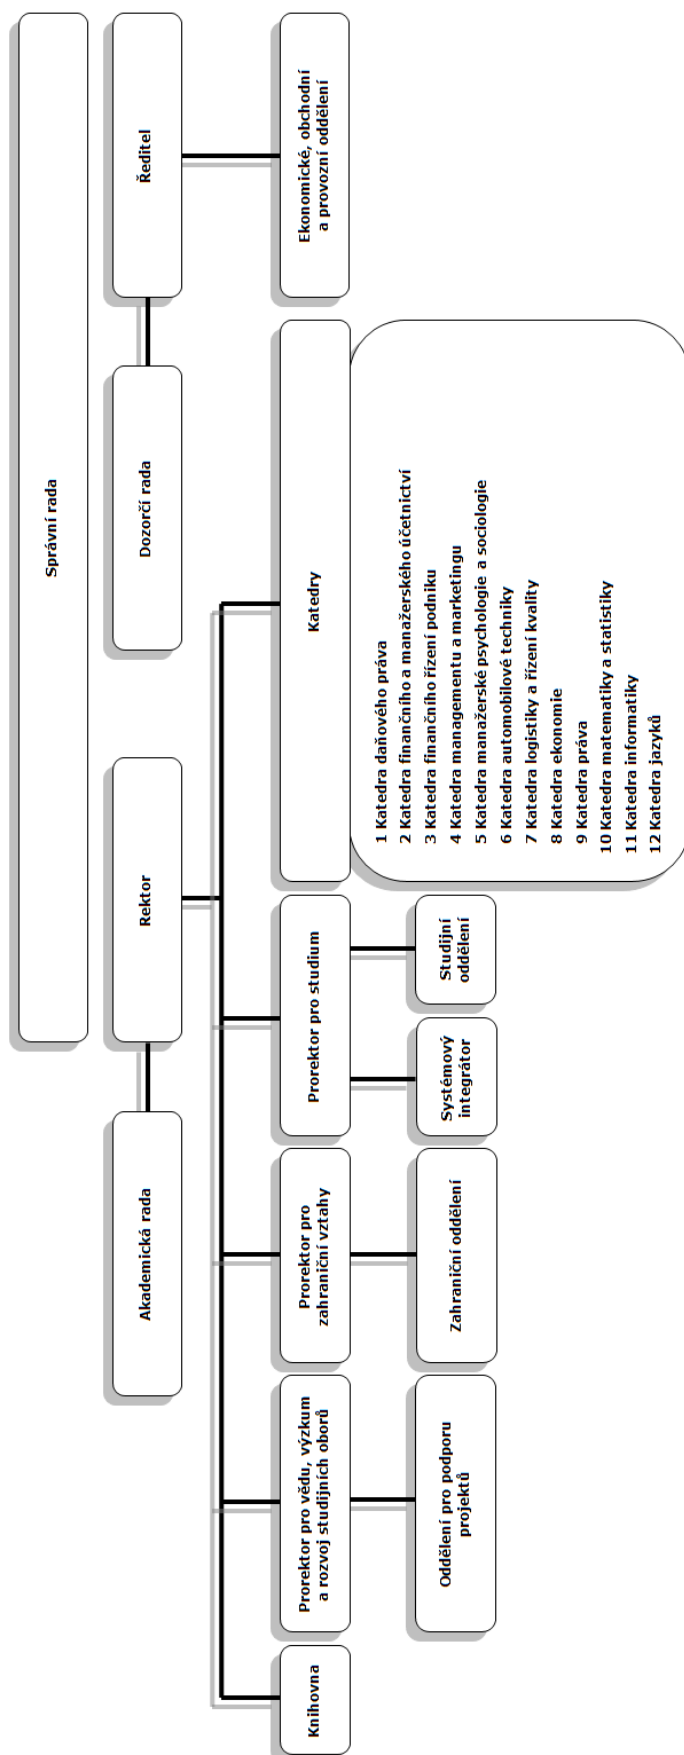 Správní rada
Akademická rada
Rektor
Dozorčí rada
Ředitel
Knihovna
Prorektor pro vědu, výzkum
a rozvoj studijních oborů
Prorektor pro
zahraniční vztahy
Prorektor pro studium
Katedry
Ekonomické, obchodní
a provozní oddělení
Oddělení pro podporu
projektů
Zahraniční oddělení
Systémový
integrátor
Studijní
oddělení
1 Katedra daňového práva
2 Katedra finančního a manažerského účetnictví
3 Katedra finančního řízení podniku
4 Katedra managementu a marketingu
5 Katedra manažerské psychologie a sociologie
6 Katedra automobilové techniky
7 Katedra logistiky a řízení kvality
8 Katedra ekonomie
9 Katedra práva
10 Katedra matematiky a statistiky
11 Katedra informatiky
12 Katedra jazyků